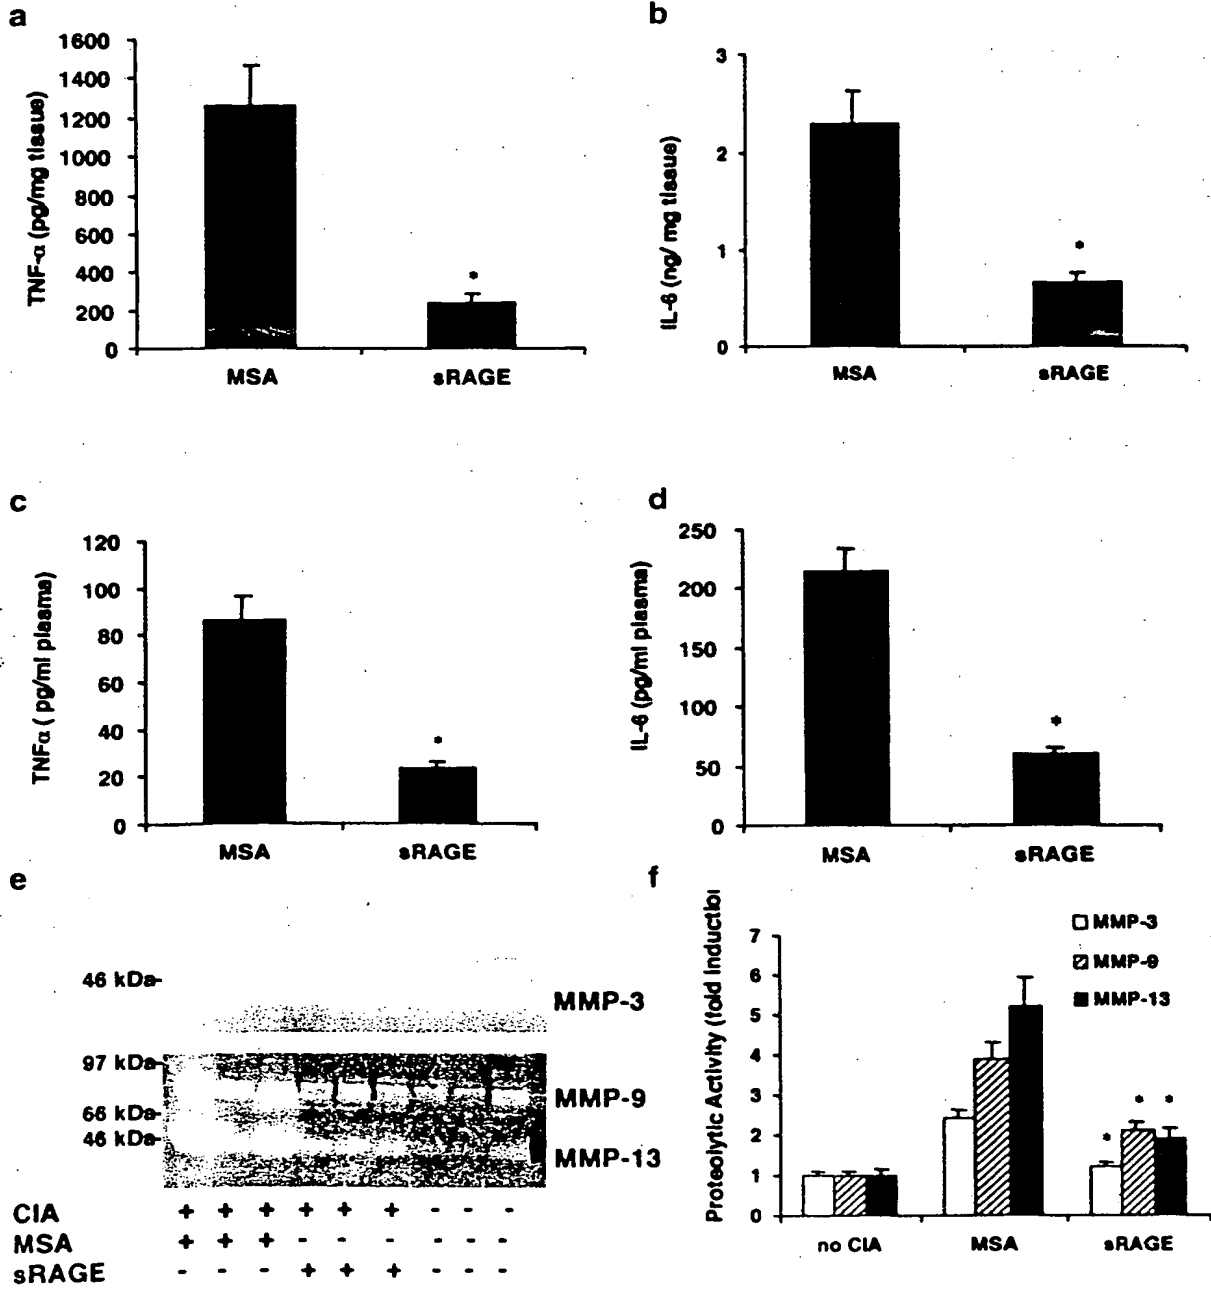 a
1600
1400
1200
1000
800
600
400
200
0
TNF-α (pg/mg tissue)
*
MSA sRAGE
b
3
2
1
0
IL-6 (ng/ mg tissue)
*
MSA sRAGE
c
120
100
80
60
40
20
0
TNFα ( pg/ml plasma)
*
MSA sRAGE
d
250
200
150
100
50
0
IL-6 (pg/ml plasma)
*
MSA sRAGE
e
46 kDa-
MMP-3
97 kDa-
MMP-9
66 kDa-
46 kDa-
MMP-13
CIA + + + + + + - - -
MSA + + + - - - - - -
sRAGE - - - + + + - - -
f
Proteolytic Activity (fold Induction
7
6
5
4
3
2
1
0
MMP-3
MMP-9
MMP-13
* * *
no CIA MSA sRAGE